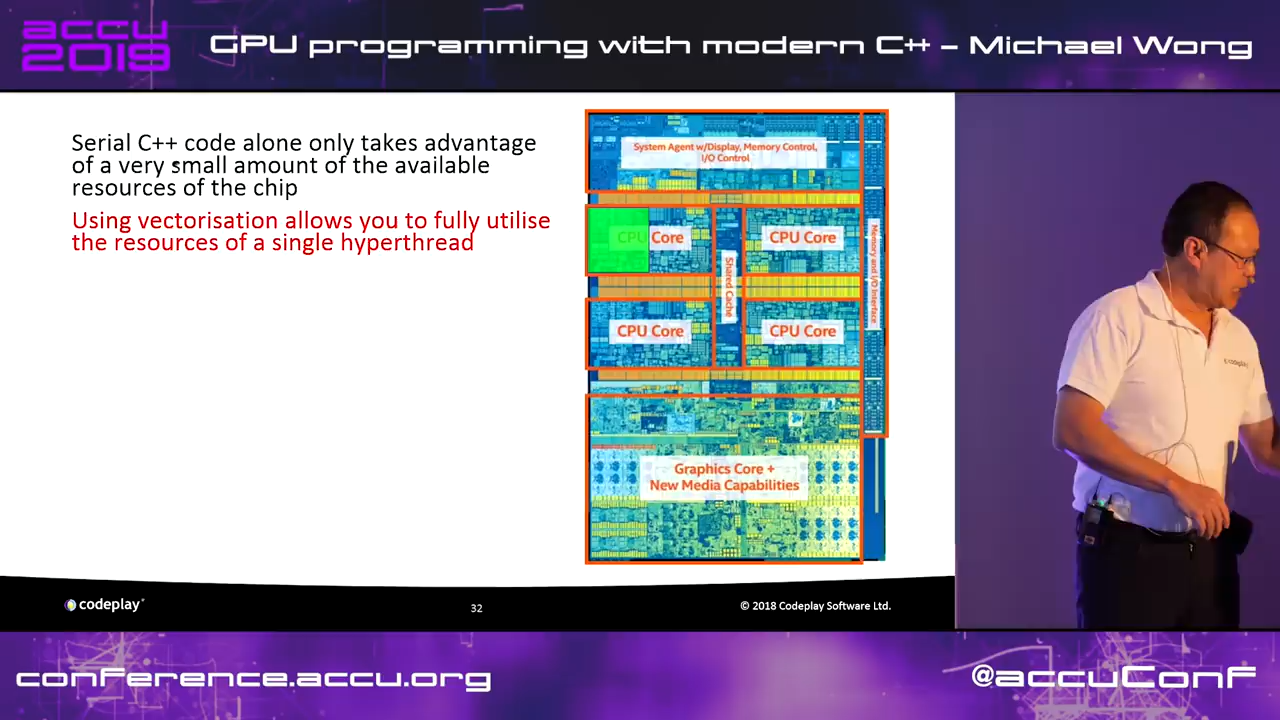 accu
2019
GPU programming with modern C++ – Michael Wong
Serial C++ code alone only takes advantage
of a very small amount of the available
resources of the chip
Using vectorisation allows you to fully utilise
the resources of a single hyperthread
System Agent w/Display, Memory Control,
I/O Control
CPU Core
CPU Core
Shared Cache
Memory and I/O Interface
CPU Core
CPU Core
Graphics Core +
New Media Capabilities
codeplay
codeplay
32
© 2018 Codeplay Software Ltd.
conference.accu.org
@accuConf